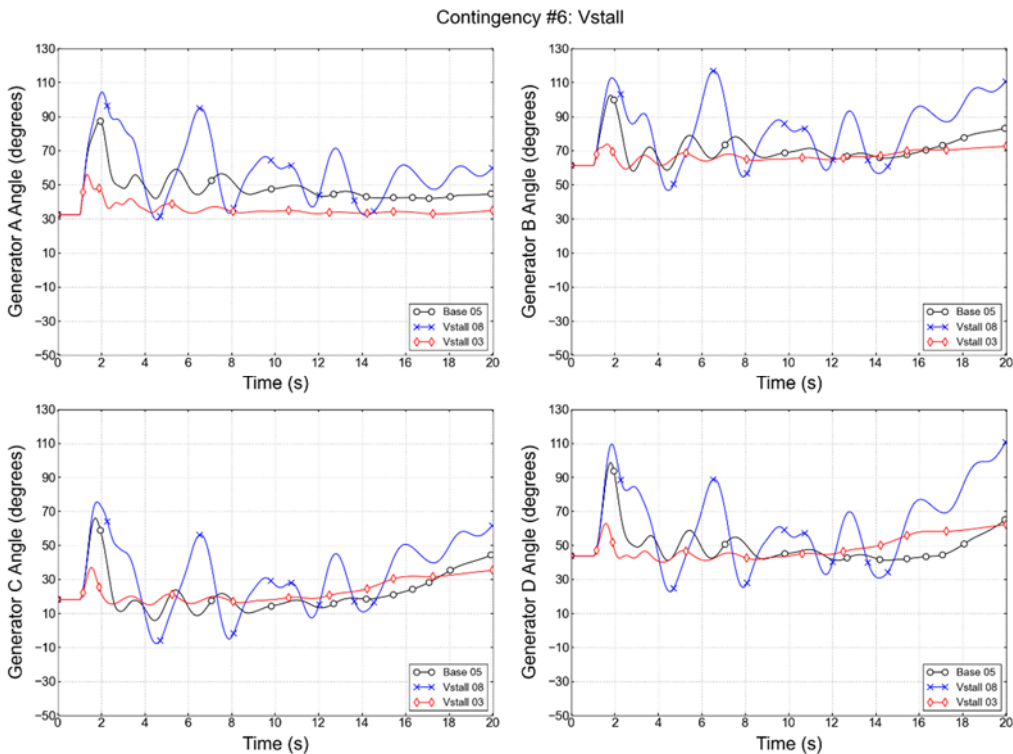 Contingency #6: Vstall
130
110
90
70
50
30
10
−10
−30
−50
Generator A Angle (degrees)
Base 05
Vstall 08
Vstall 03
0 2 4 6 8 10 12 14 16 18 20
Time (s)
130
110
90
70
50
30
10
−10
−30
−50
Generator B Angle (degrees)
Base 05
Vstall 08
Vstall 03
0 2 4 6 8 10 12 14 16 18 20
Time (s)
130
110
90
70
50
30
10
−10
−30
−50
Generator C Angle (degrees)
Base 05
Vstall 08
Vstall 03
0 2 4 6 8 10 12 14 16 18 20
Time (s)
130
110
90
70
50
30
10
−10
−30
−50
Generator D Angle (degrees)
Base 05
Vstall 08
Vstall 03
0 2 4 6 8 10 12 14 16 18 20
Time (s)